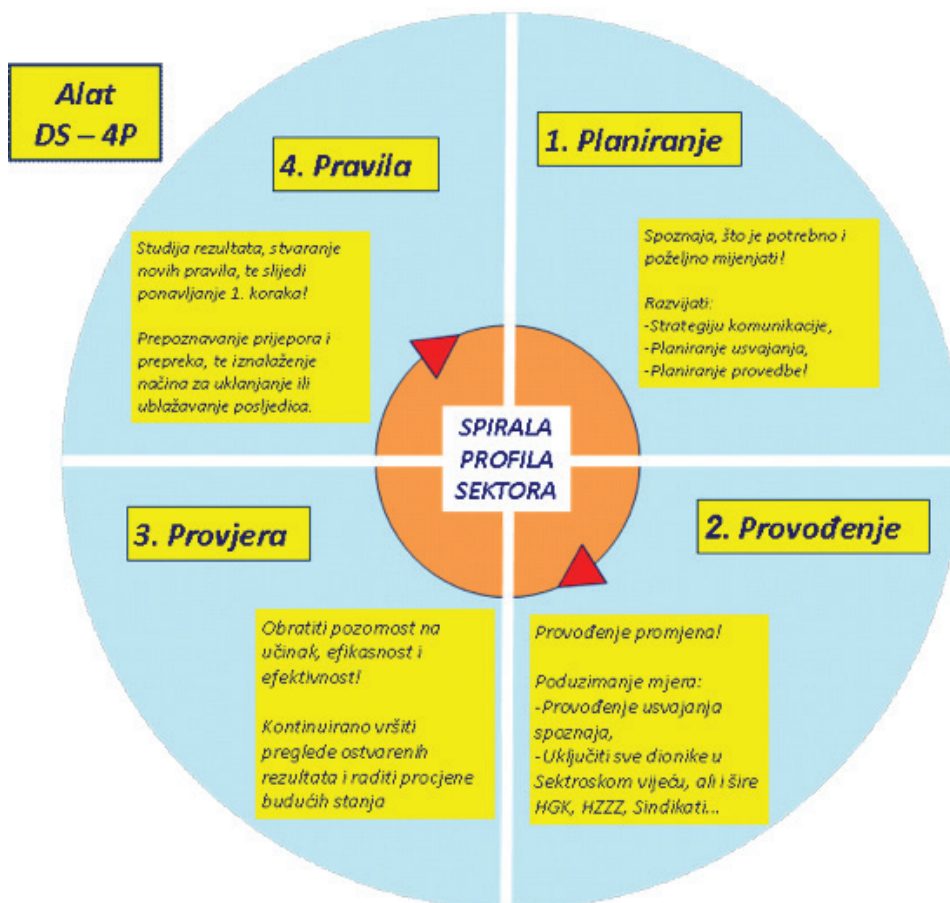 Alat
DS – 4P
1. Planiranje
Spoznaja, što je potrebno i
poželjno mijenjati!
Razvijati:
-Strategiju komunikacije,
-Planiranje usvajanja,
-Planiranje provedbe!
2. Provođenje
Provođenje promjena!
Poduzimanje mjera:
-Provođenje usvajanja
spoznaja,
-Uključiti sve dionike u
Sektroskom vijeću, ali i šire
HGK, HZZZ, Sindikati...
3. Provjera
Obratiti pozornost na
učinak, efikasnost i
efektivnost!
Kontinuirano vršiti
preglede ostvarenih
rezultata i raditi procjene
budućih stanja
4. Pravila
Studija rezultata, stvaranje
novih pravila, te slijedi
ponavljanje 1. koraka!
Prepoznavanje prijepora i
prepreka, te iznalaženje
načina za uklanjanje ili
ublažavanje posljedica.
SPIRALA
PROFILA
SEKTORA